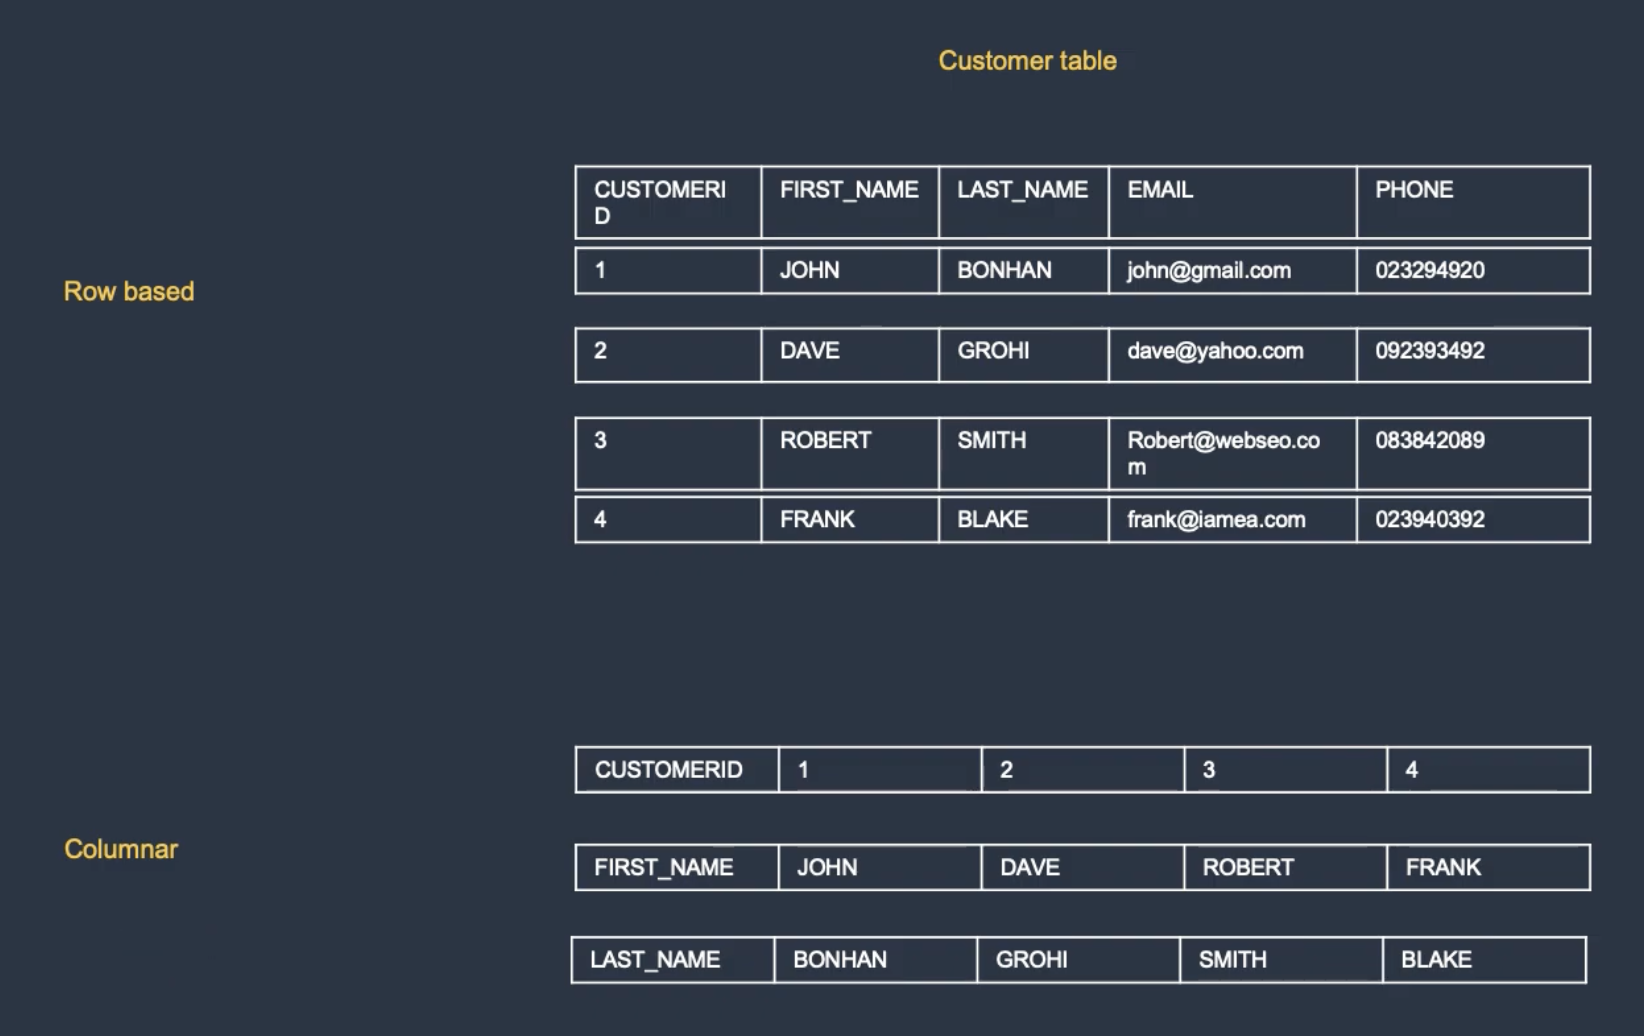 Customer table
CUSTOMERI FIRST_NAME LAST_NAME EMAIL PHONE
D
1 JOHN BONHAN john@gmail.com 023294920
Row based
2 DAVE GROHI dave@yahoo.com 092393492
3 ROBERT SMITH Robert@webseo.co 083842089
m
4 FRANK BLAKE frank@iamea.com 023940392
CUSTOMERID 1 2 3 4
Columnar
FIRST_NAME JOHN DAVE ROBERT FRANK
LAST_NAME BONHAN GROHI SMITH BLAKE